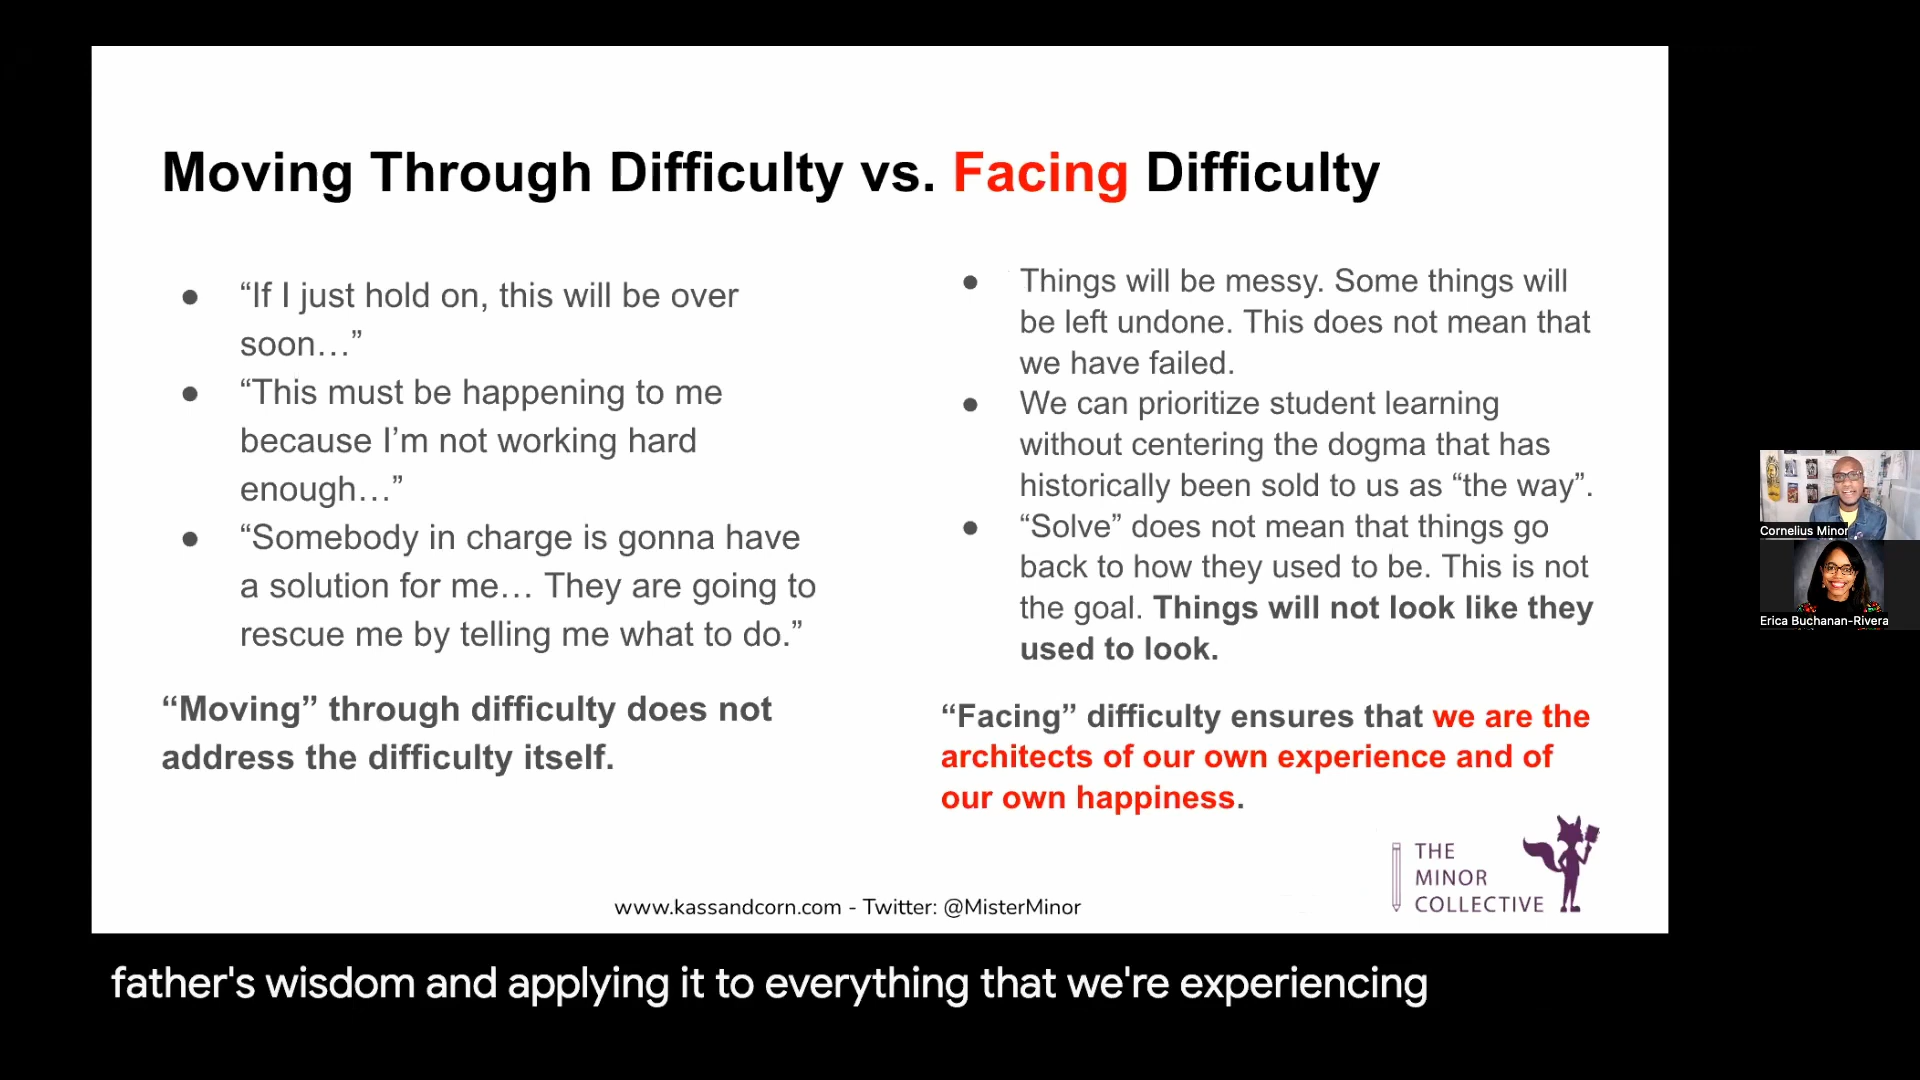 Moving Through Difficulty vs. Facing Difficulty
● “If I just hold on, this will be over
soon…”
● “This must be happening to me
because I’m not working hard
enough…”
● “Somebody in charge is gonna have
a solution for me… They are going to
rescue me by telling me what to do.”
“Moving” through difficulty does not
address the difficulty itself.
● Things will be messy. Some things will
be left undone. This does not mean that
we have failed.
● We can prioritize student learning
without centering the dogma that has
historically been sold to us as “the way”.
● “Solve” does not mean that things go
back to how they used to be. This is not
the goal. Things will not look like they
used to look.
“Facing” difficulty ensures that we are the
architects of our own experience and of
our own happiness.
THE
MINOR
COLLECTIVE
www.kassandcorn.com - Twitter: @MisterMinor
Cornelius Minor
Erica Buchanan-Rivera
father's wisdom and applying it to everything that we're experiencing